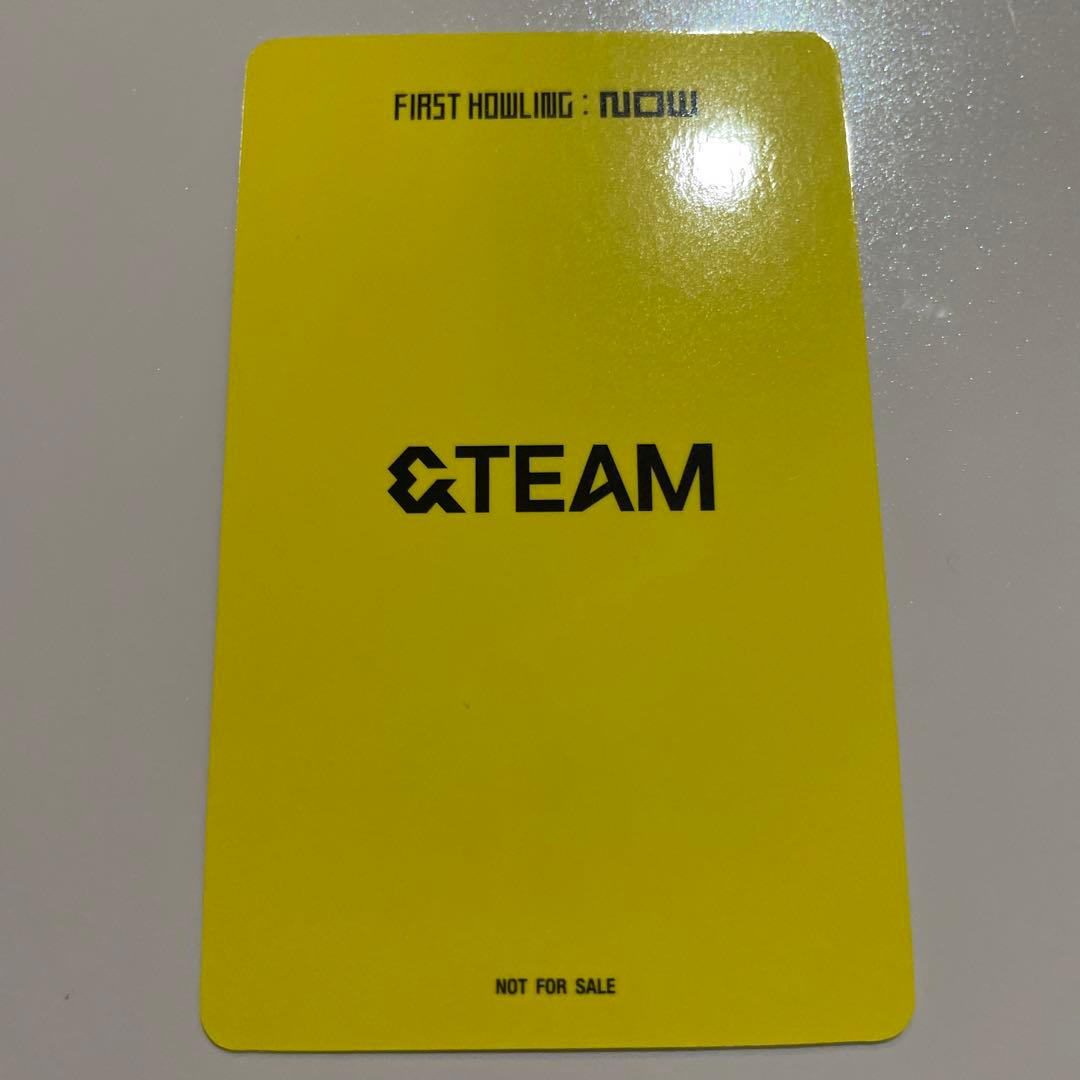 FIRST HOWLING : NOW
&TEAM
NOT FOR SALE